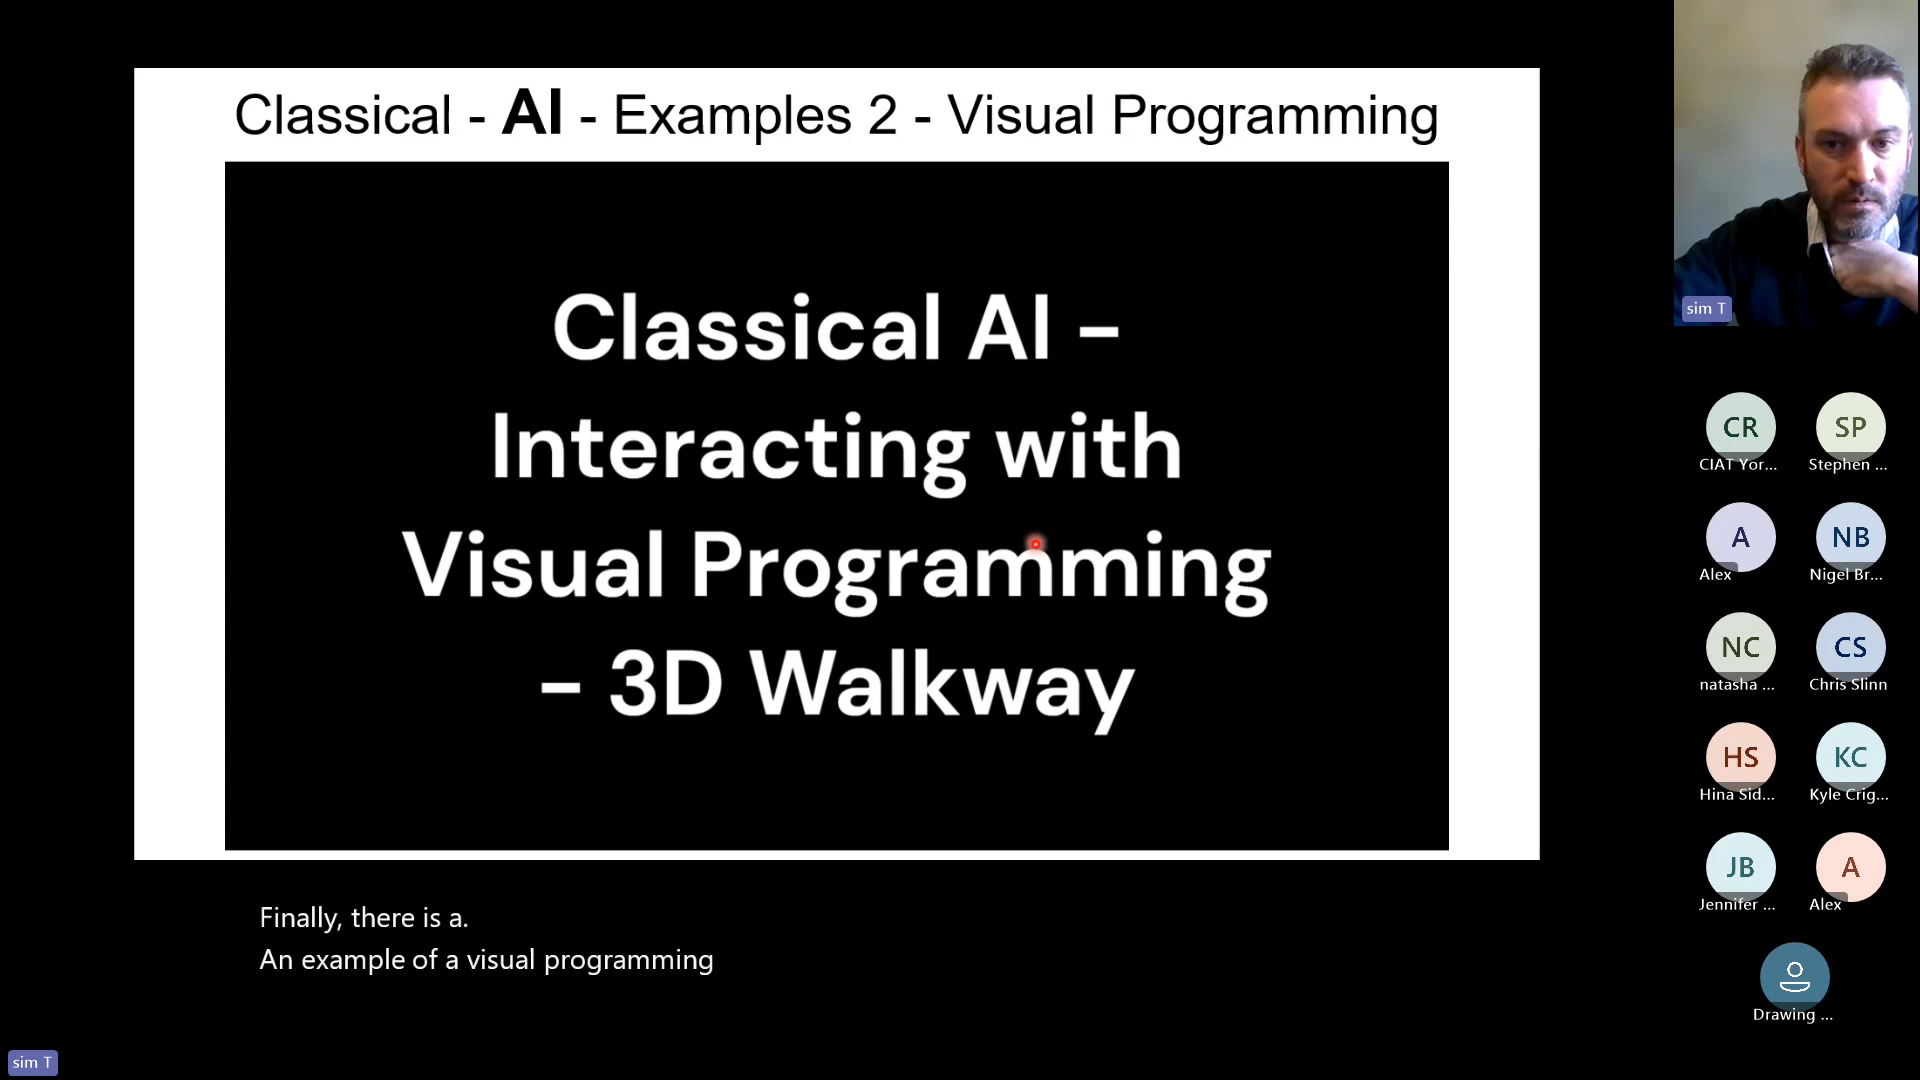 Classical - AI - Examples 2 - Visual Programming
Classical AI –
Interacting with
Visual Programming
– 3D Walkway
Finally, there is a.
An example of a visual programming
sim T
sim T
CR
CIAT Yor...
SP
Stephen ...
A
Alex
NB
Nigel Br...
NC
natasha ...
CS
Chris Slinn
HS
Hina Sid...
KC
Kyle Crig...
JB
Jennifer ...
A
Alex
Drawing ...